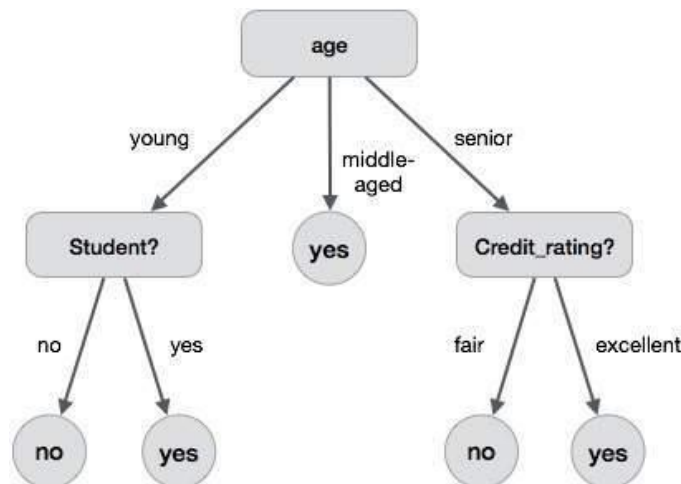 age
young
middle-
aged
senior
Student?
yes
Credit_rating?
no
yes
fair
excellent
no
yes
no
yes